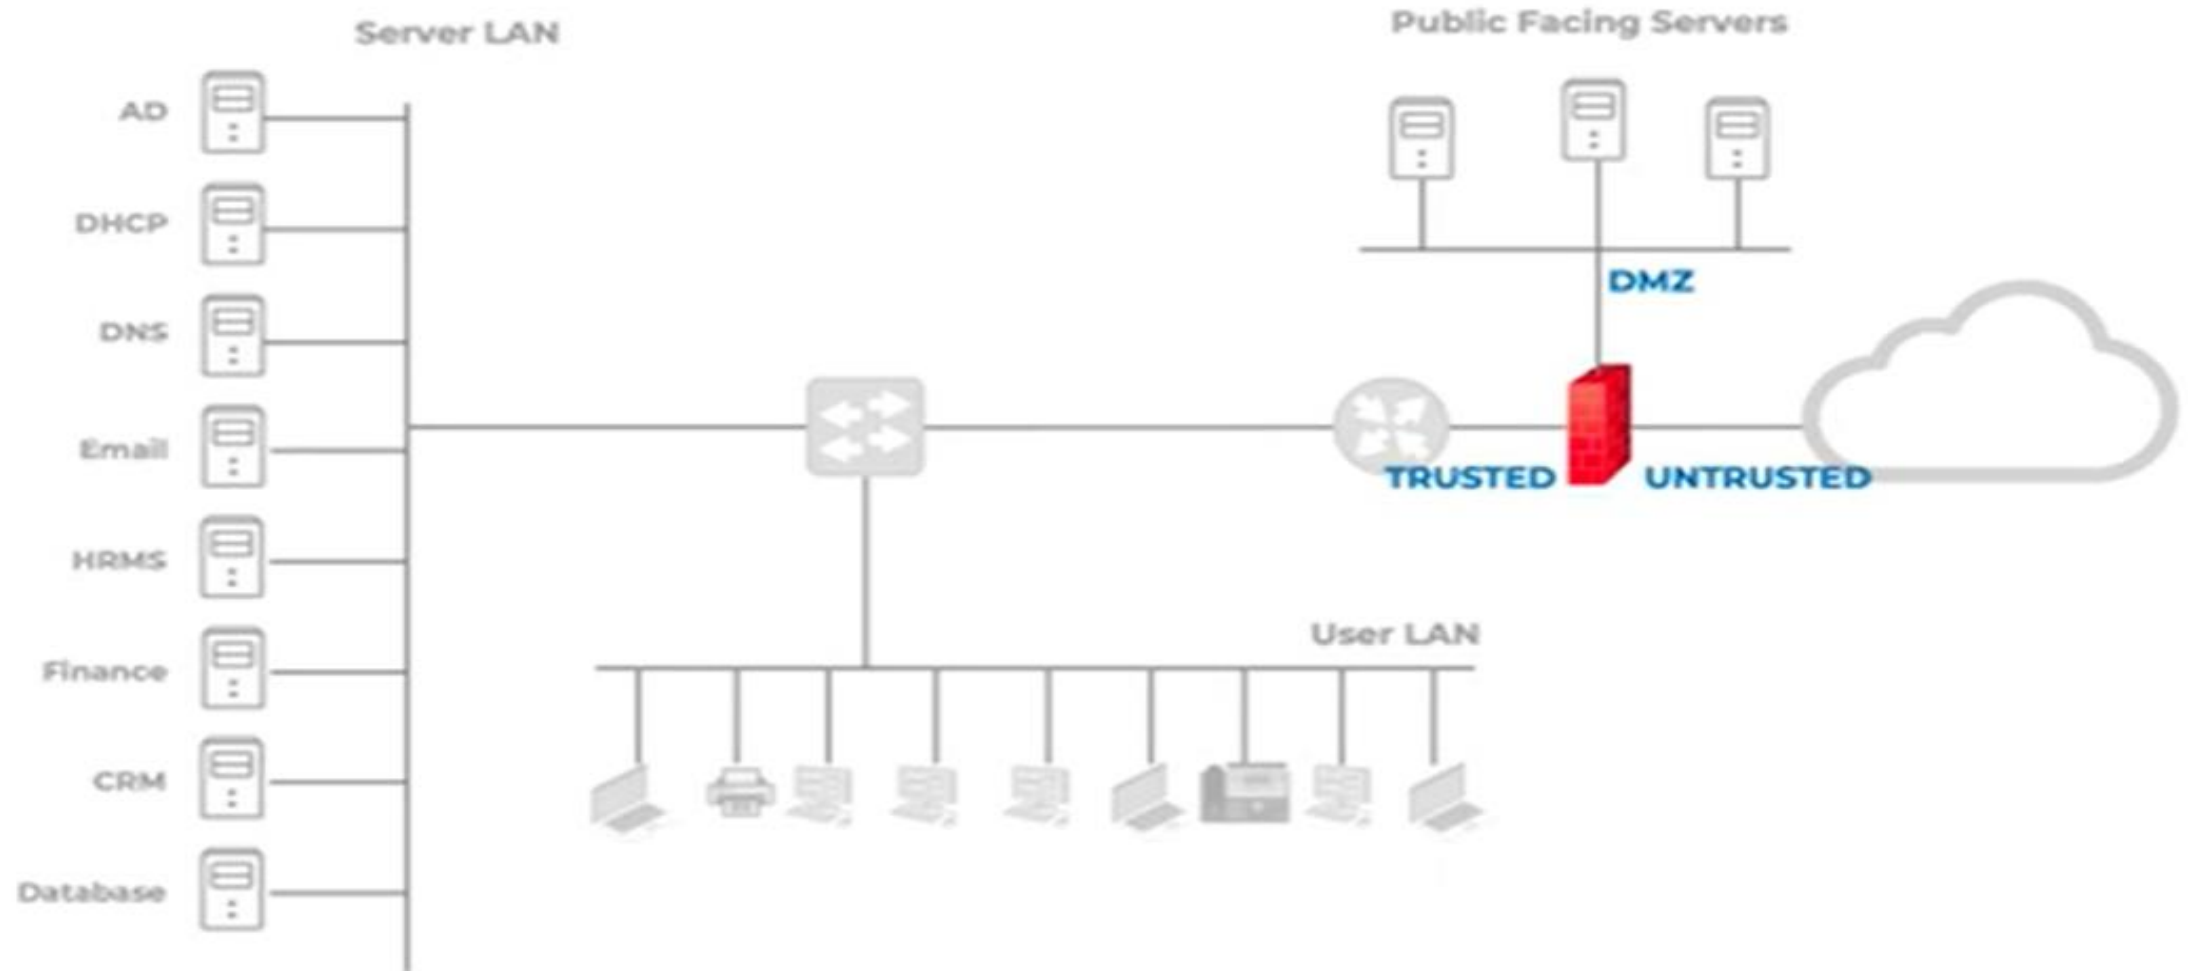 Server LAN
Public Facing Servers
AD
DHCP
DNS
Email
HRMS
Finance
CRM
Database
DMZ
TRUSTED
UNTRUSTED
User LAN